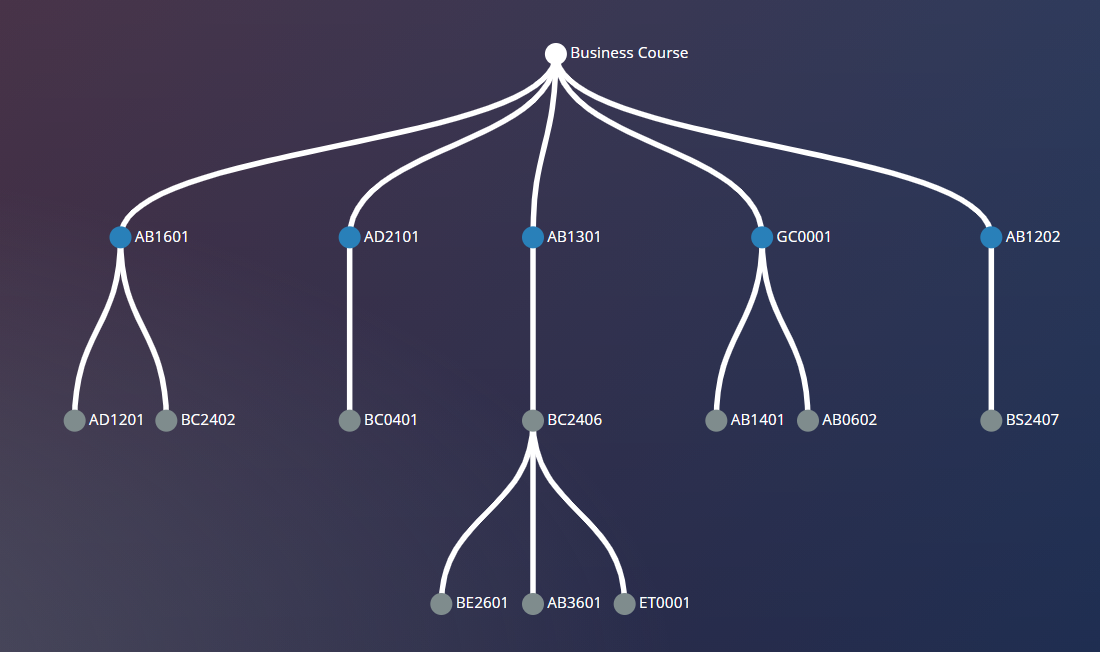 Business Course
AB1601
AD2101
AB1301
GC0001
AB1202
AD1201
BC2402
BC0401
BC2406
AB1401
AB0602
BS2407
BE2601
AB3601
ET0001